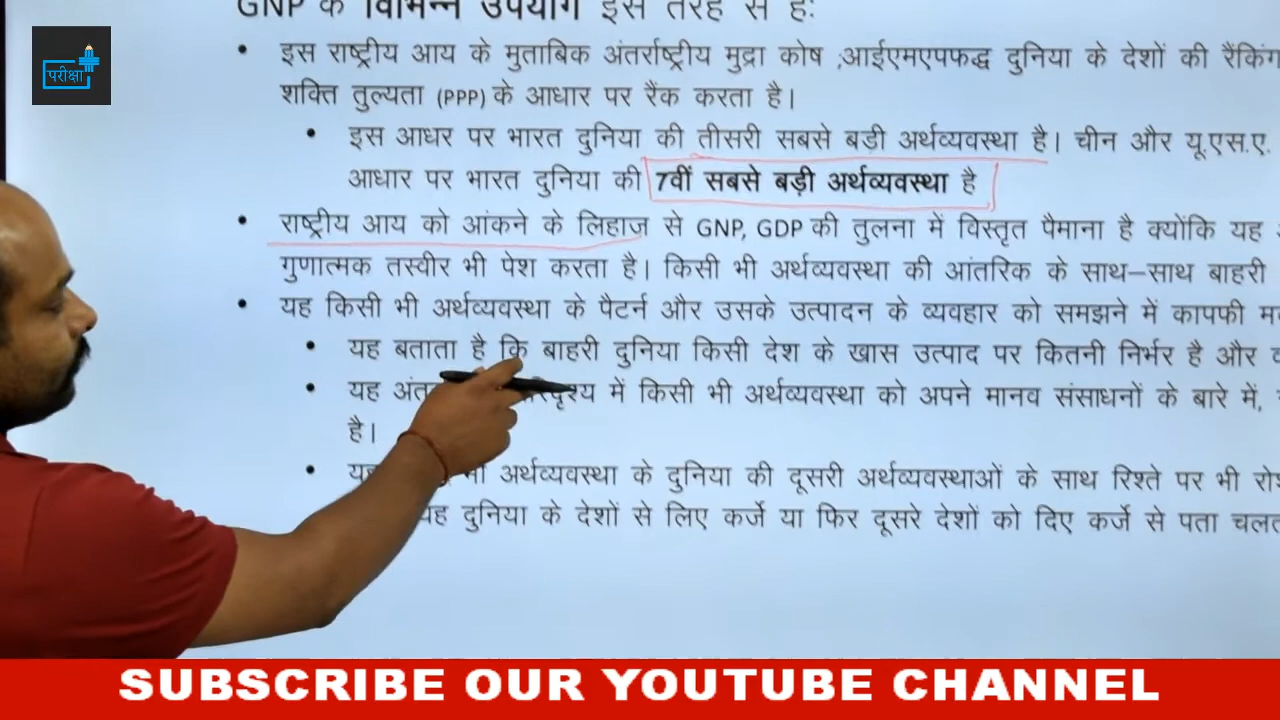 GNP के विभिन्न उपयोग इस तरह से हैः
परीक्षा
• इस राष्ट्रीय आय के मुताबिक अंतर्राष्ट्रीय मुद्रा कोष ;आईएमएपफद्ध दुनिया के देशों की रैंकिंग
शक्ति तुल्यता (PPP) के आधार पर रैंक करता है।
• इस आधर पर भारत दुनिया की तीसरी सबसे बड़ी अर्थव्यवस्था है। चीन और यू.एस.ए.
आधार पर भारत दुनिया की 7वीं सबसे बड़ी अर्थव्यवस्था है
• राष्ट्रीय आय को आंकने के लिहाज से GNP, GDP की तुलना में विस्तृत पैमाना है क्योंकि यह
गुणात्मक तस्वीर भी पेश करता है। किसी भी अर्थव्यवस्था की आंतरिक के साथ–साथ बाहरी
• यह किसी भी अर्थव्यवस्था के पैटर्न और उसके उत्पादन के व्यवहार को समझने में कापफी
• यह बताता है कि बाहरी दुनिया किसी देश के खास उत्पाद पर कितनी निर्भर है और
• यह में किसी भी अर्थव्यवस्था को अपने मानव संसाधनों के बारे में,
है।
• अर्थव्यवस्था के दुनिया की दूसरी अर्थव्यवस्थाओं के साथ रिश्ते पर भी
यह दुनिया के देशों से लिए कर्जे या फिर दूसरे देशों को दिए कर्जे से पता
SUBSCRIBE OUR YOUTUBE CHANNEL